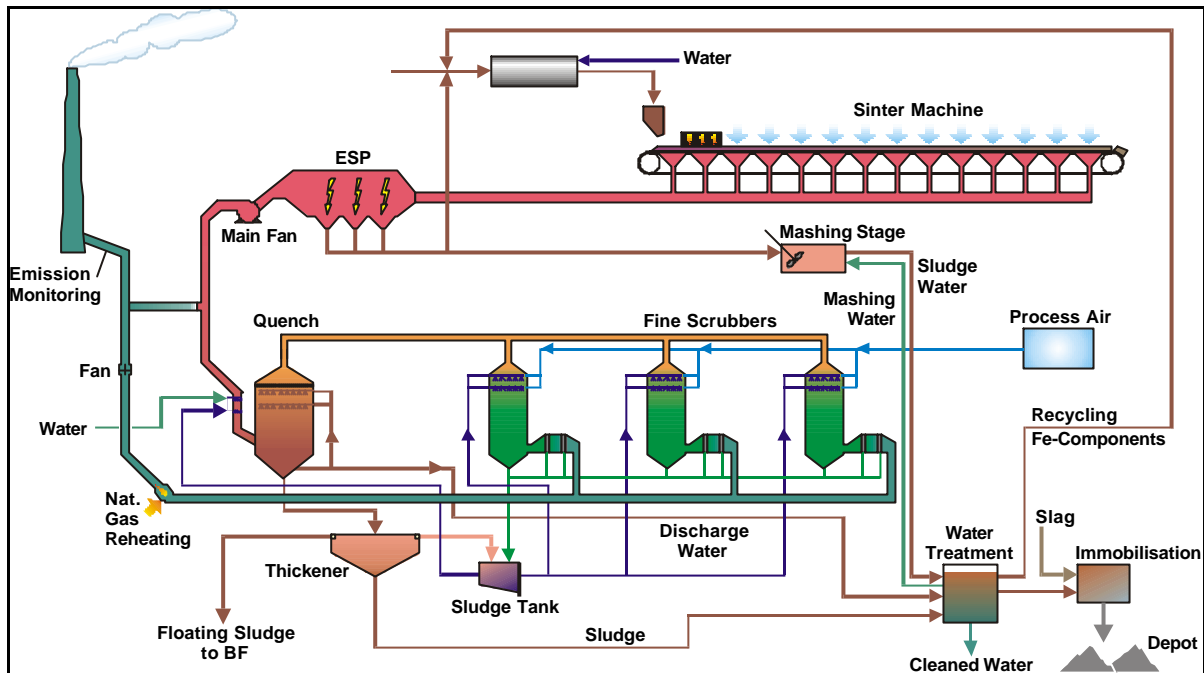 Water
Sinter Machine
ESP
Main Fan
Mashing Stage
Emission
Monitoring
Sludge
Water
Mashing
Water
Process Air
Quench
Fine Scrubbers
Fan
Water
Recycling
Fe-Components
Nat.
Gas
Reheating
Discharge
Water
Slag
Water
Treatment
Immobilisation
Thickener
Sludge Tank
Floating Sludge
to BF
Sludge
Cleaned Water
Depot